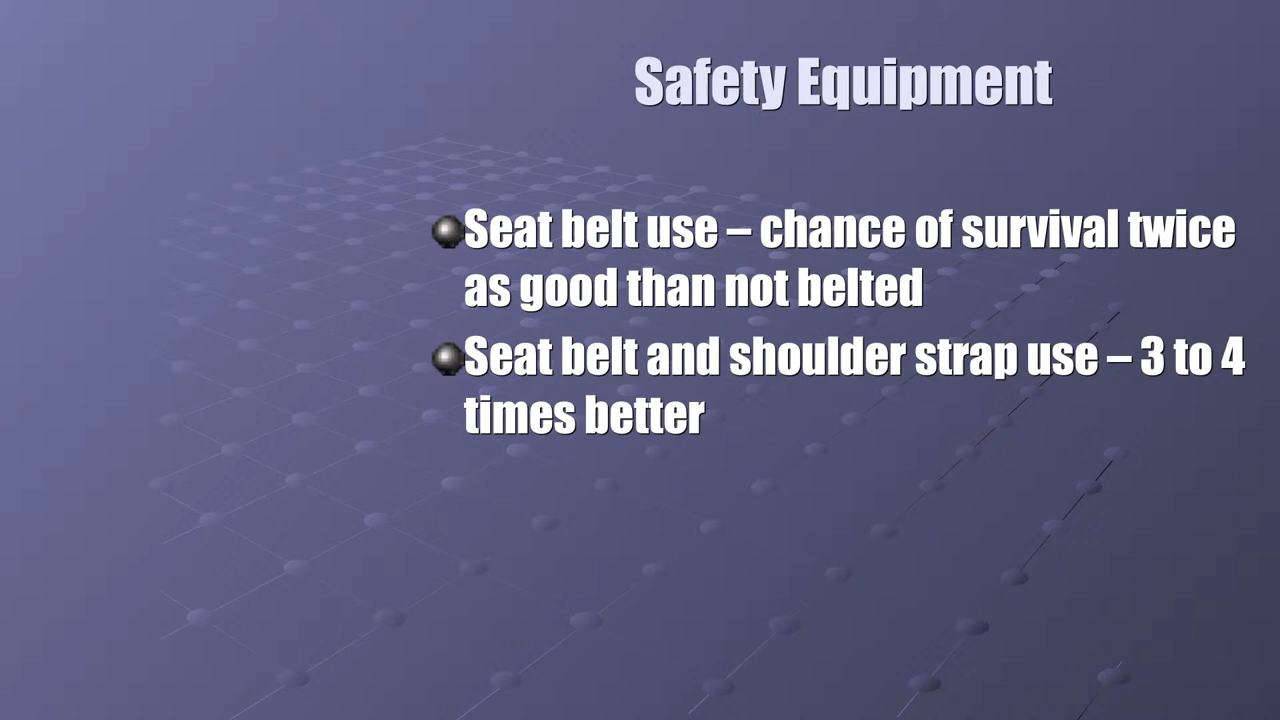 Safety Equipment
Seat belt use – chance of survival twice
as good than not belted
Seat belt and shoulder strap use – 3 to 4
times better